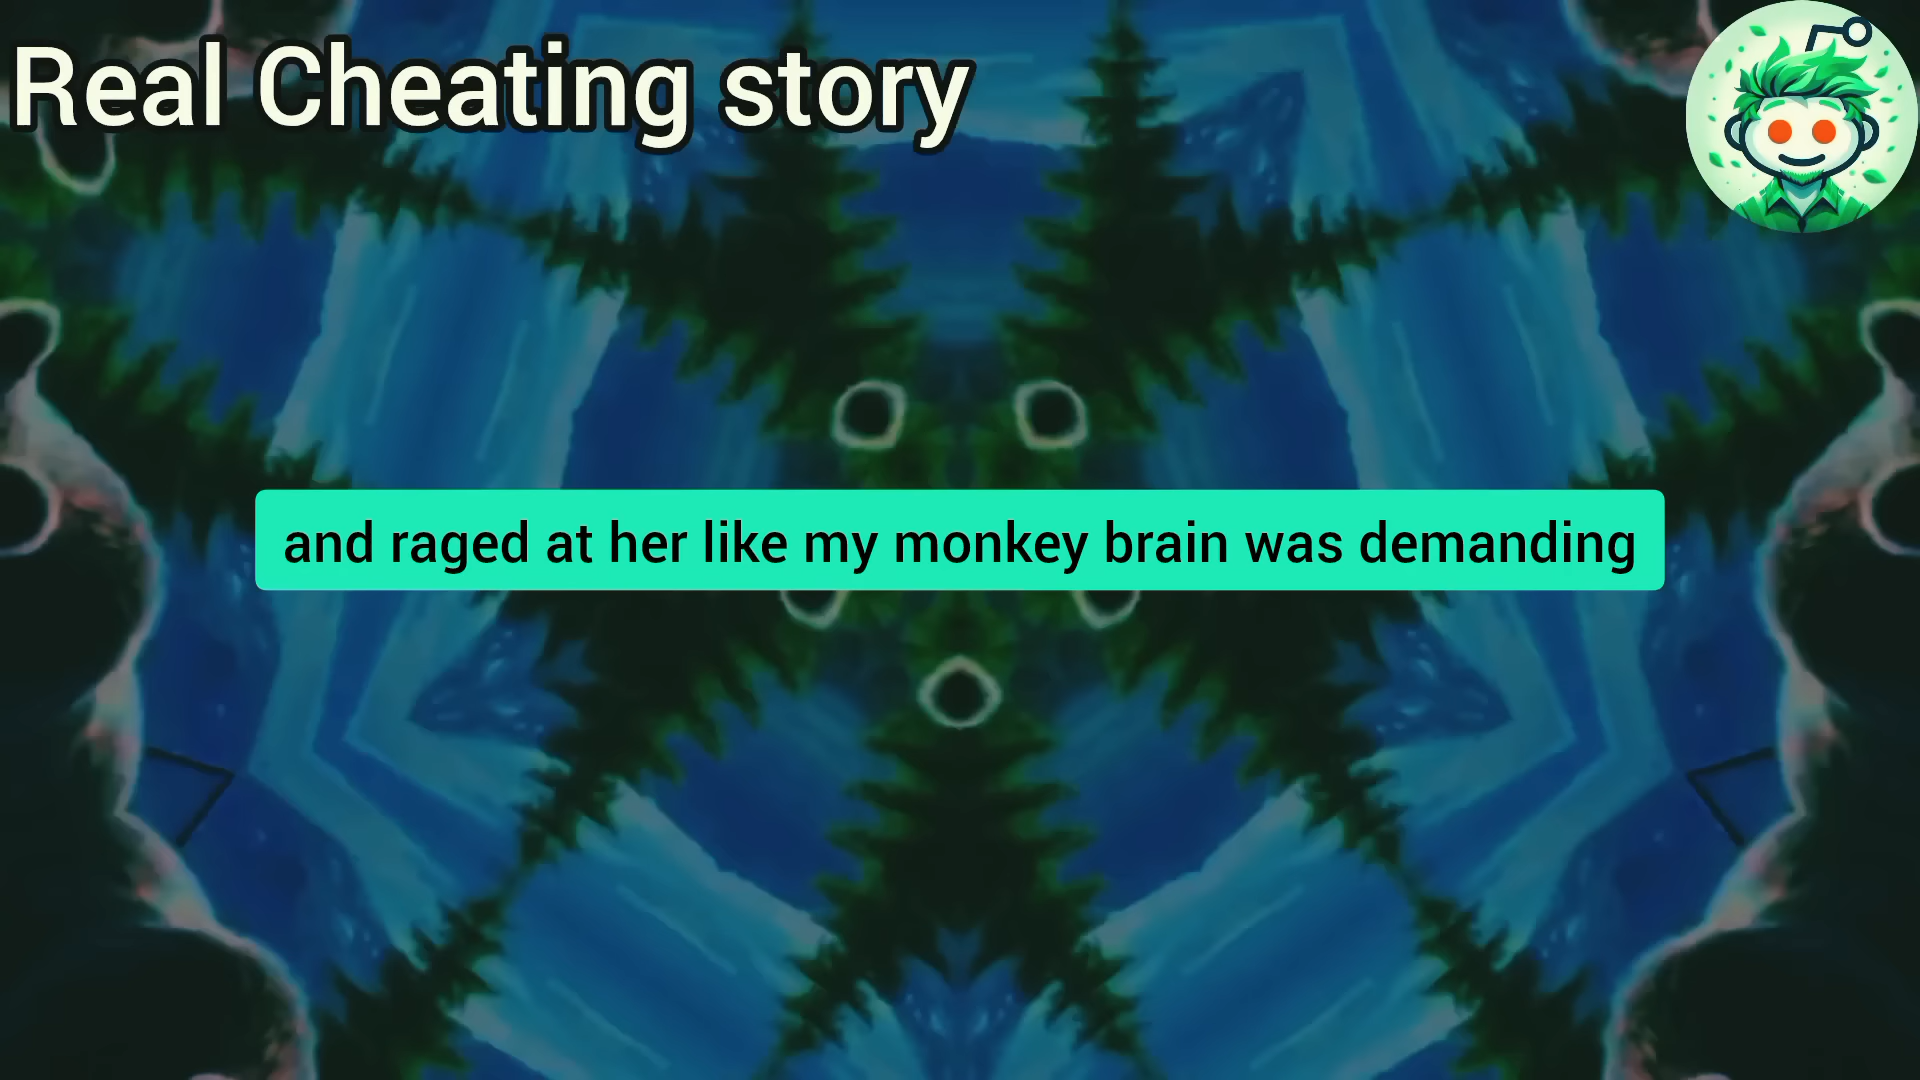 Real Cheating story
and raged at her like my monkey brain was demanding